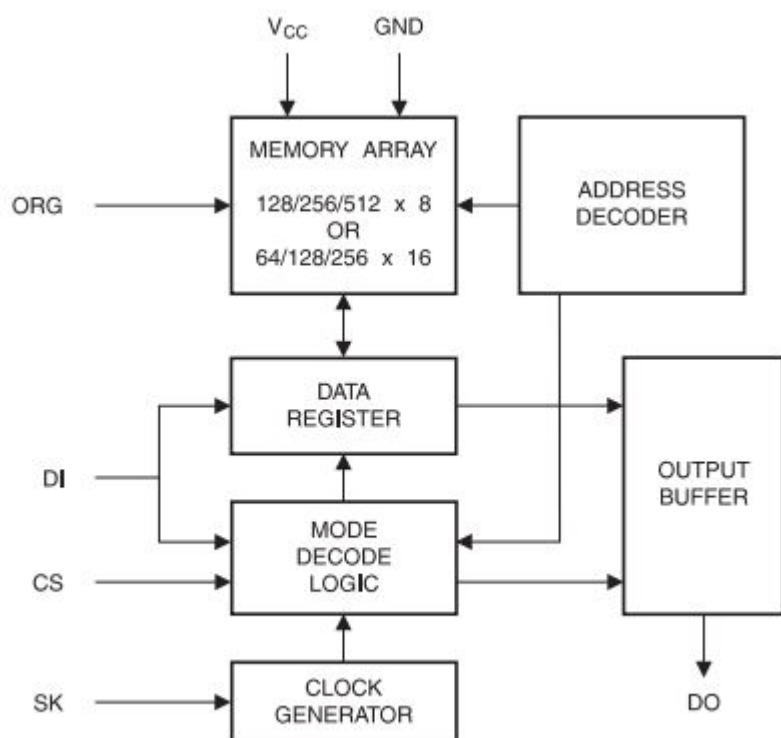 VCC
GND
MEMORY ARRAY
128/256/512 x 8
OR
64/128/256 x 16
ADDRESS
DECODER
ORG
DATA
REGISTER
OUTPUT
BUFFER
DI
MODE
DECODE
LOGIC
CS
CLOCK
GENERATOR
SK
DO